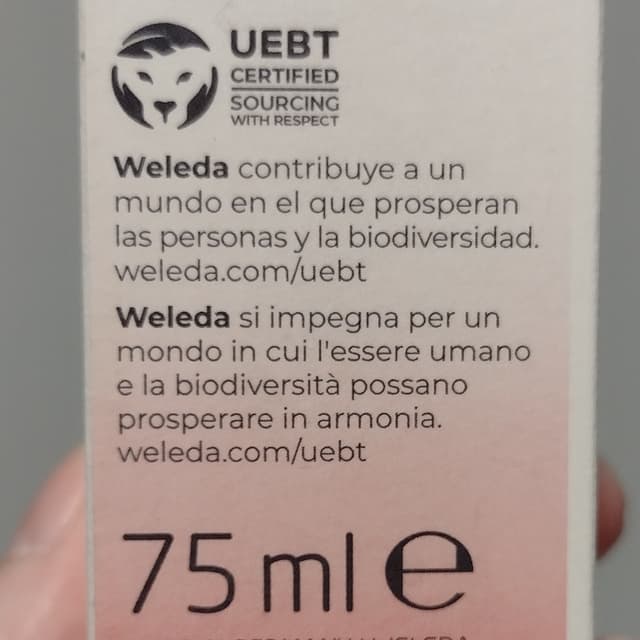 UEBT
CERTIFIED
SOURCING
WITH RESPECT
Weleda contribuye a un
mundo en el que prosperan
las personas y la biodiversidad.
weleda.com/uebt
Weleda si impegna per un
mondo in cui l'essere umano
e la biodiversità possano
prosperare in armonia.
weleda.com/uebt
75 ml ℮